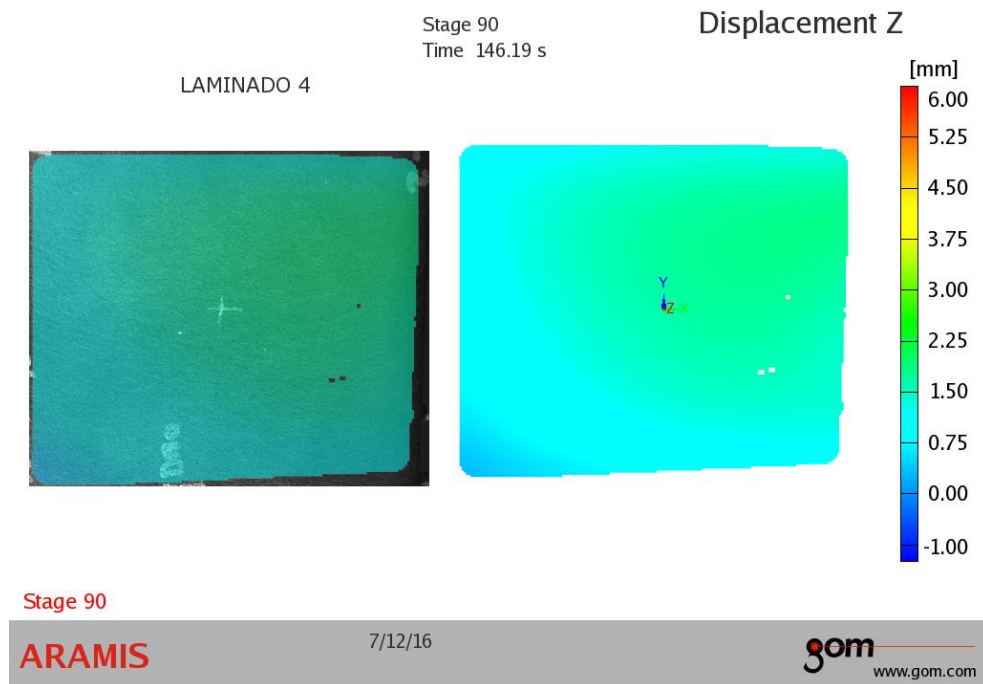 Stage 90
Time 146.19 s
Displacement Z
LAMINADO 4
[mm]
6.00
5.25
4.50
3.75
3.00
2.25
1.50
0.75
0.00
-1.00
Y
Z X
Stage 90
ARAMIS
7/12/16
gom
www.gom.com